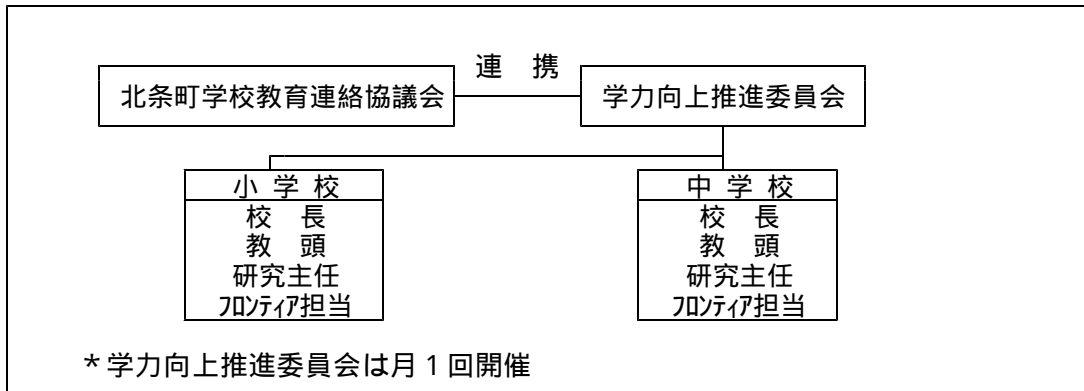 連 携
北条町学校教育連絡協議会
学力向上推進委員会
小 学 校
校 長
教 頭
研究主任
ﾌﾛﾝﾃｨｱ担当
中 学 校
校 長
教 頭
研究主任
ﾌﾛﾝﾃｨｱ担当
*学力向上推進委員会は月1回開催